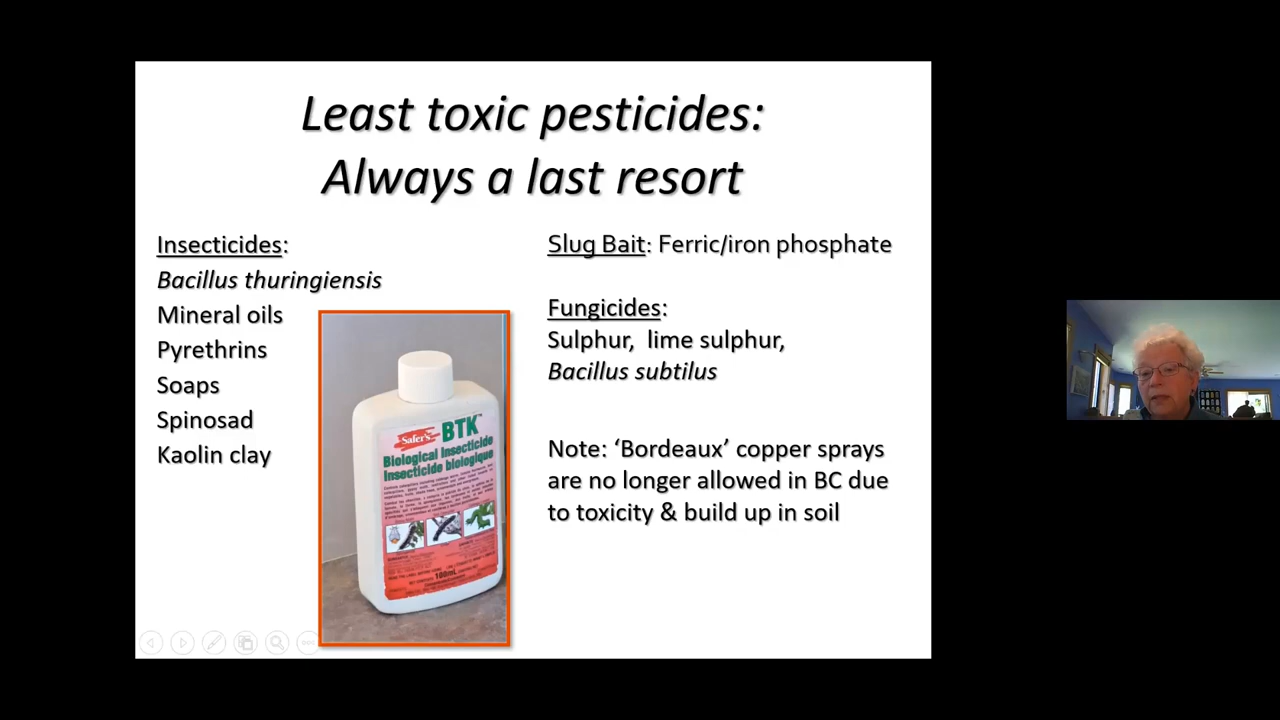 Least toxic pesticides:
Always a last resort
Insecticides:
Bacillus thuringiensis
Mineral oils
Pyrethrins
Soaps
Spinosad
Kaolin clay
Safer's BTK™
Biological Insecticide
Insecticide biologique
100mL
Slug Bait: Ferric/iron phosphate
Fungicides:
Sulphur, lime sulphur,
Bacillus subtilus
Note: ‘Bordeaux’ copper sprays
are no longer allowed in BC due
to toxicity & build up in soil